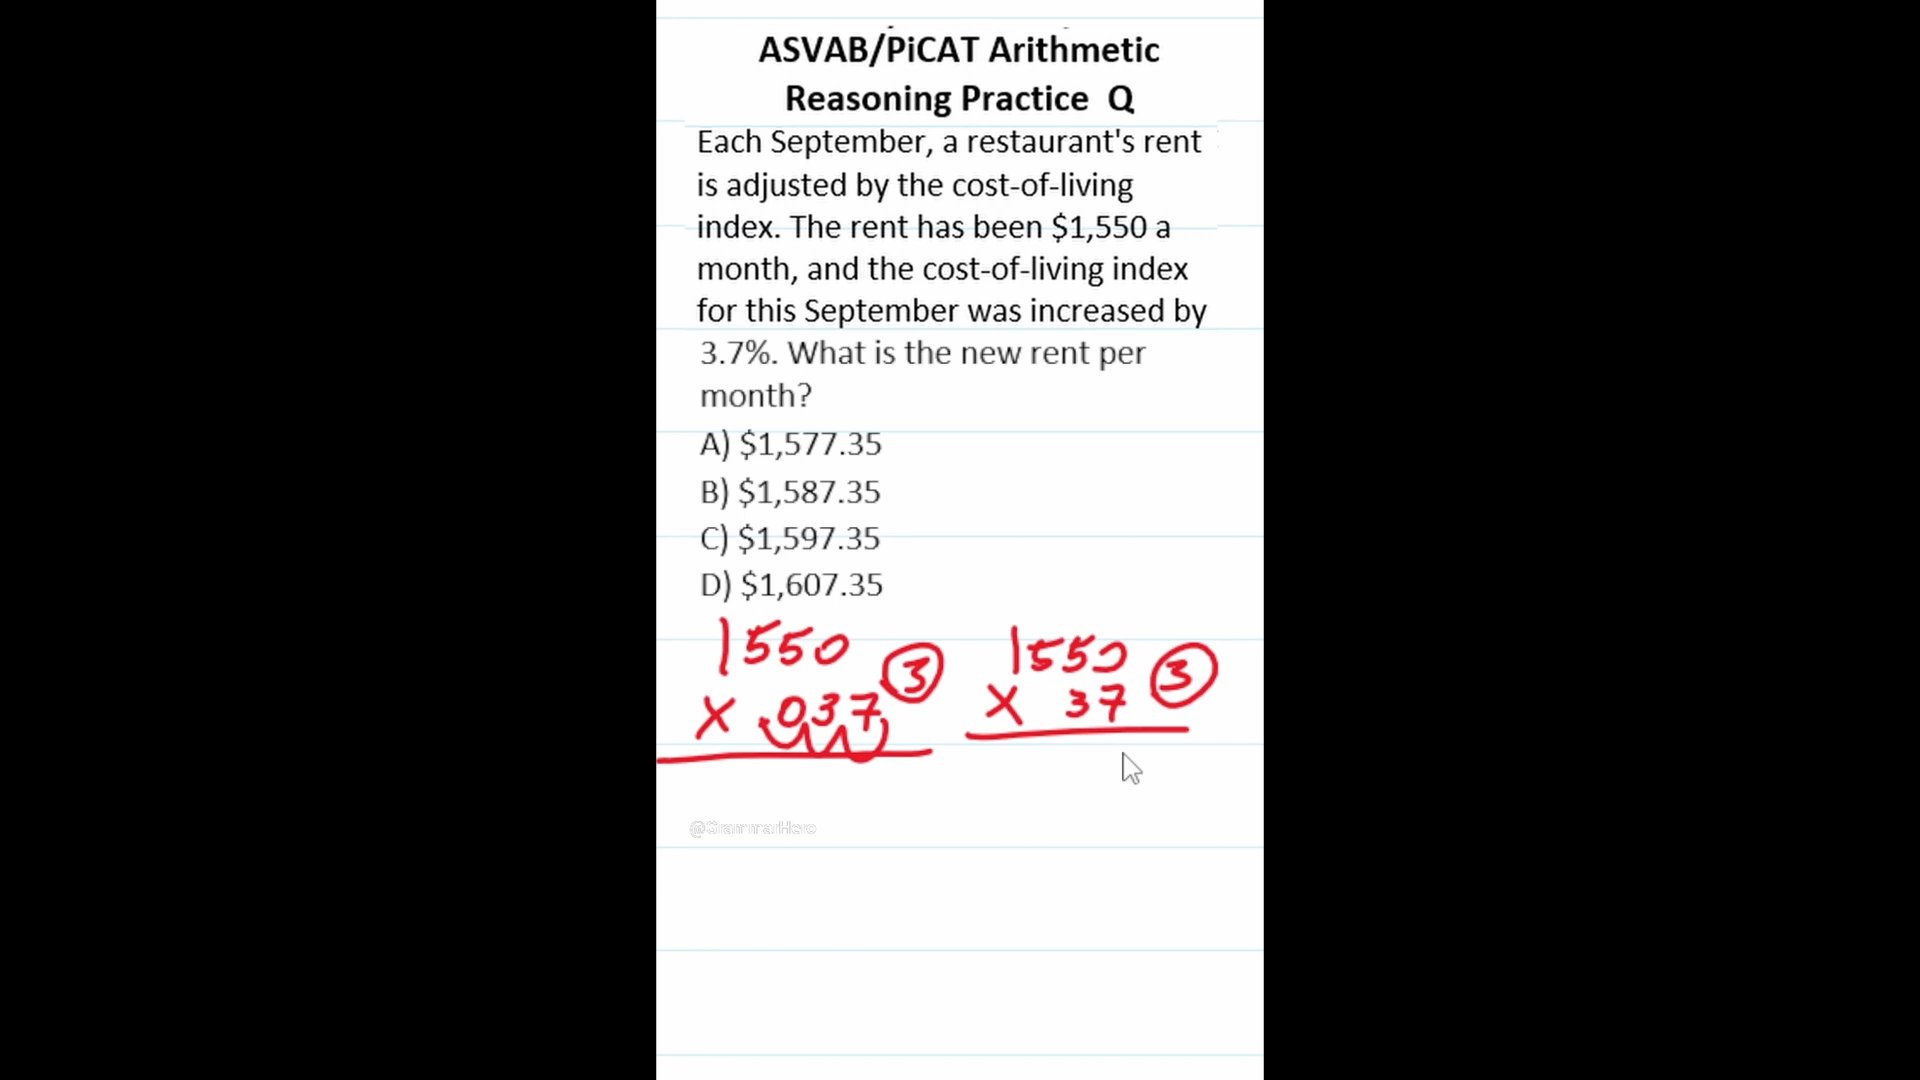 ASVAB/PiCAT Arithmetic
Reasoning Practice Q
Each September, a restaurant's rent
is adjusted by the cost-of-living
index. The rent has been $1,550 a
month, and the cost-of-living index
for this September was increased by
3.7%. What is the new rent per
month?
A) $1,577.35
B) $1,587.35
C) $1,597.35
D) $1,607.35
1550
3
X .037
1550
3
X 37
@GrammarHero